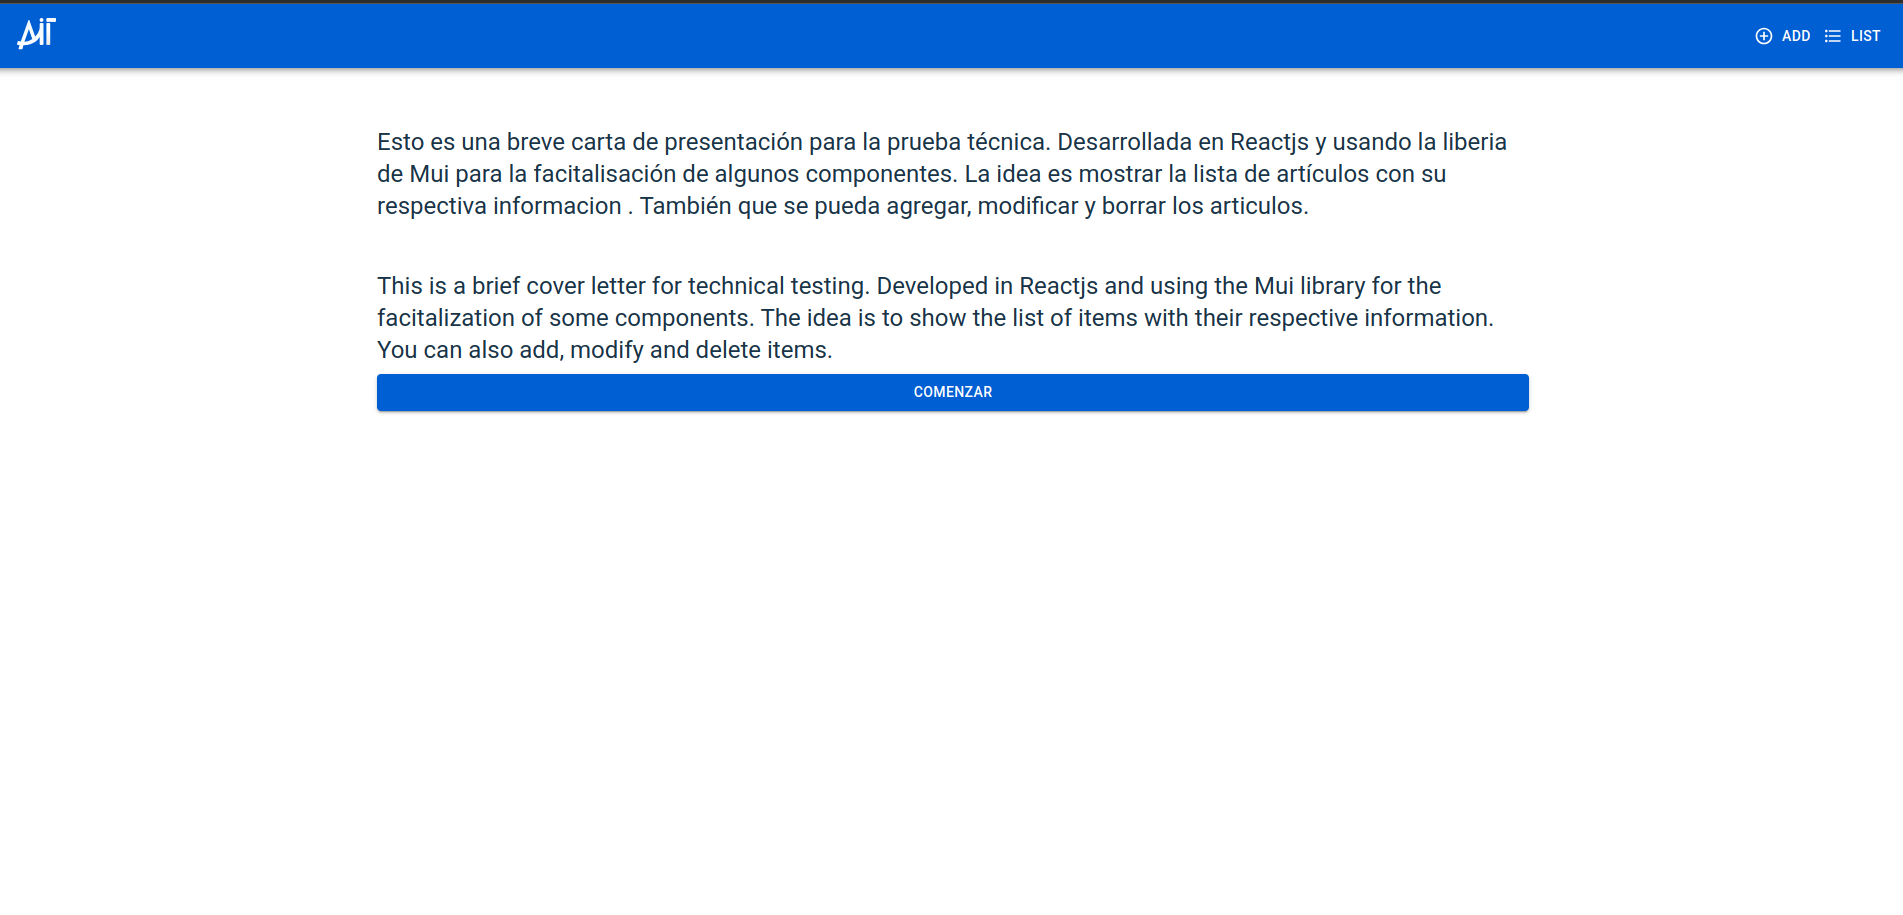 ADD LIST
Esto es una breve carta de presentación para la prueba técnica. Desarrollada en Reactjs y usando la liberia
de Mui para la facitalisación de algunos componentes. La idea es mostrar la lista de artículos con su
respectiva informacion . También que se pueda agregar, modificar y borrar los articulos.
This is a brief cover letter for technical testing. Developed in Reactjs and using the Mui library for the
facitalization of some components. The idea is to show the list of items with their respective information.
You can also add, modify and delete items.
COMENZAR